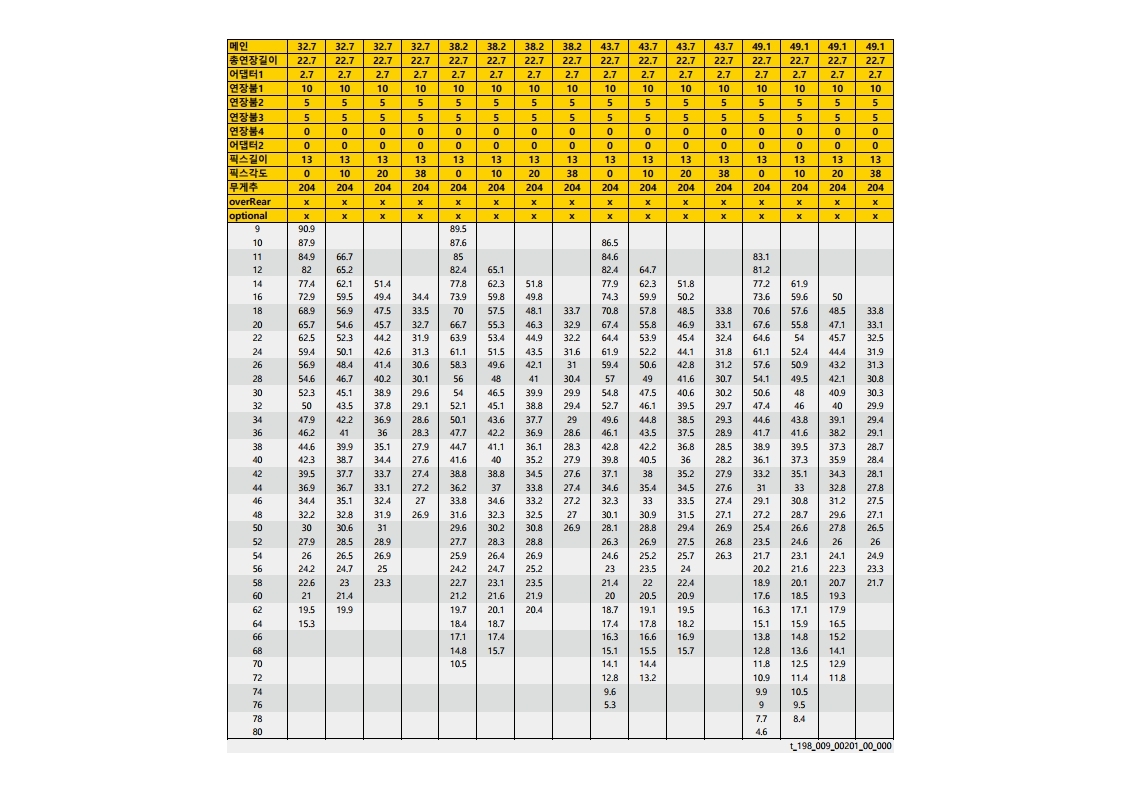 메인 32.7 32.7 32.7 32.7 38.2 38.2 38.2 38.2 43.7 43.7 43.7 43.7 49.1 49.1 49.1 49.1
총연장길이 22.7 22.7 22.7 22.7 22.7 22.7 22.7 22.7 22.7 22.7 22.7 22.7 22.7 22.7 22.7 22.7
어댑터1 2.7 2.7 2.7 2.7 2.7 2.7 2.7 2.7 2.7 2.7 2.7 2.7 2.7 2.7 2.7 2.7
연장붐1 10 10 10 10 10 10 10 10 10 10 10 10 10 10 10 10
연장붐2 5 5 5 5 5 5 5 5 5 5 5 5 5 5 5 5
연장붐3 5 5 5 5 5 5 5 5 5 5 5 5 5 5 5 5
연장붐4 0 0 0 0 0 0 0 0 0 0 0 0 0 0 0 0
어댑터2 0 0 0 0 0 0 0 0 0 0 0 0 0 0 0 0
픽스길이 13 13 13 13 13 13 13 13 13 13 13 13 13 13 13 13
픽스각도 0 10 20 38 0 10 20 38 0 10 20 38 0 10 20 38
무게추 204 204 204 204 204 204 204 204 204 204 204 204 204 204 204 204
overRear x x x x x x x x x x x x x x x x
optional x x x x x x x x x x x x x x x x
9 90.9 89.5
10 87.9 87.6 86.5
11 84.9 66.7 85 84.6 83.1
12 82 65.2 82.4 65.1 82.4 64.7 81.2
14 77.4 62.1 51.4 77.8 62.3 51.8 77.9 62.3 51.8 77.2 61.9
16 72.9 59.5 49.4 34.4 73.9 59.8 49.8 74.3 59.9 50.2 73.6 59.6 50
18 68.9 56.9 47.5 33.5 70 57.5 48.1 33.7 70.8 57.8 48.5 33.8 70.6 57.6 48.5 33.8
20 65.7 54.6 45.7 32.7 66.7 55.3 46.3 32.9 67.4 55.8 46.9 33.1 67.6 55.8 47.1 33.1
22 62.5 52.3 44.2 31.9 63.9 53.4 44.9 32.2 64.4 53.9 45.4 32.4 64.6 54 45.7 32.5
24 59.4 50.1 42.6 31.3 61.1 51.5 43.5 31.6 61.9 52.2 44.1 31.8 61.1 52.4 44.4 31.9
26 56.9 48.4 41.4 30.6 58.3 49.6 42.1 31 59.4 50.6 42.8 31.2 57.6 50.9 43.2 31.3
28 54.6 46.7 40.2 30.1 56 48 41 30.4 57 49 41.6 30.7 54.1 49.5 42.1 30.8
30 52.3 45.1 38.9 29.6 54 46.5 39.9 29.9 54.8 47.5 40.6 30.2 50.6 48 40.9 30.3
32 50 43.5 37.8 29.1 52.1 45.1 38.8 29.4 52.7 46.1 39.5 29.7 47.4 46 40 29.9
34 47.9 42.2 36.9 28.6 50.1 43.6 37.7 29 49.6 44.8 38.5 29.3 44.6 43.8 39.1 29.4
36 46.2 41 36 28.3 47.7 42.2 36.9 28.6 46.1 43.5 37.5 28.9 41.7 41.6 38.2 29.1
38 44.6 39.9 35.1 27.9 44.7 41.1 36.1 28.3 42.8 42.2 36.8 28.5 38.9 39.5 37.3 28.7
40 42.3 38.7 34.4 27.6 41.6 40 35.2 27.9 39.8 40.5 36 28.2 36.1 37.3 35.9 28.4
42 39.5 37.7 33.7 27.4 38.8 38.8 34.5 27.6 37.1 38 35.2 27.9 33.2 35.1 34.3 28.1
44 36.9 36.7 33.1 27.2 36.2 37 33.8 27.4 34.6 35.4 34.5 27.6 31 33 32.8 27.8
46 34.4 35.1 32.4 27 33.8 34.6 33.2 27.2 32.3 33 33.5 27.4 29.1 30.8 31.2 27.5
48 32.2 32.8 31.9 26.9 31.6 32.3 32.5 27 30.1 30.9 31.5 27.1 27.2 28.7 29.6 27.1
50 30 30.6 31 29.6 30.2 30.8 26.9 28.1 28.8 29.4 26.9 25.4 26.6 27.8 26.5
52 27.9 28.5 28.9 27.7 28.3 28.8 26.3 26.9 27.5 26.8 23.5 24.6 26 26
54 26 26.5 26.9 25.9 26.4 26.9 24.6 25.2 25.7 26.3 21.7 23.1 24.1 24.9
56 24.2 24.7 25 24.2 24.7 25.2 23 23.5 24 20.2 21.6 22.3 23.3
58 22.6 23 23.3 22.7 23.1 23.5 21.4 22 22.4 18.9 20.1 20.7 21.7
60 21 21.4 21.2 21.6 21.9 20 20.5 20.9 17.6 18.5 19.3
62 19.5 19.9 19.7 20.1 20.4 18.7 19.1 19.5 16.3 17.1 17.9
64 15.3 18.4 18.7 17.4 17.8 18.2 15.1 15.9 16.5
66 17.1 17.4 16.3 16.6 16.9 13.8 14.8 15.2
68 14.8 15.7 15.1 15.5 15.7 12.8 13.6 14.1
70 10.5 14.1 14.4 11.8 12.5 12.9
72 12.8 13.2 10.9 11.4 11.8
74 9.6 9.9 10.5
76 5.3 9 9.5
78 7.7 8.4
80 4.6
t_198_009_00201_00_000